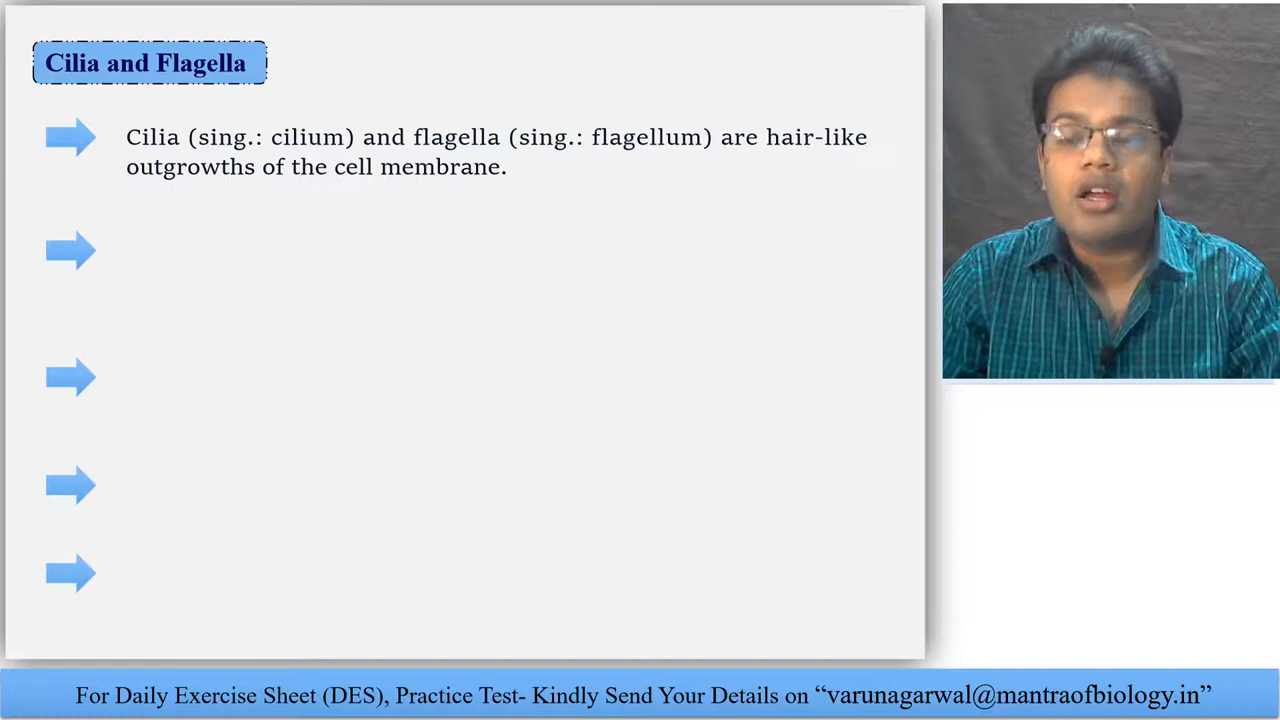 Cilia and Flagella
Cilia (sing.: cilium) and flagella (sing.: flagellum) are hair-like
outgrowths of the cell membrane.
For Daily Exercise Sheet (DES), Practice Test- Kindly Send Your Details on “varunagarwal@mantraofbiology.in”